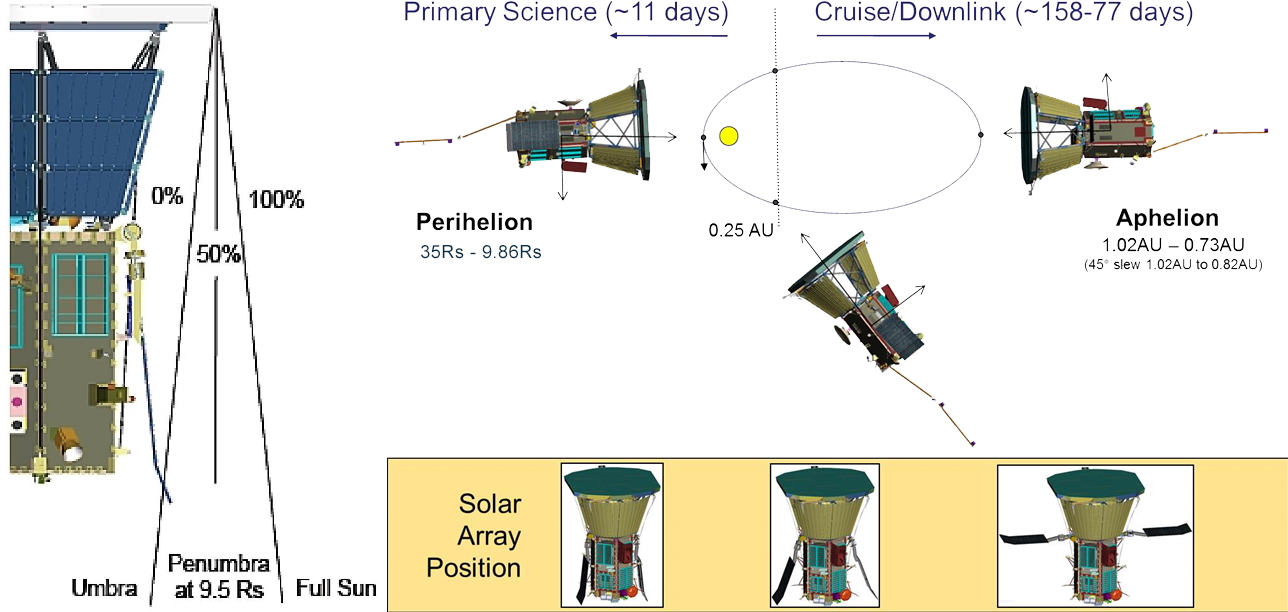 Primary Science (~11 days)
Cruise/Downlink (~158-77 days)
0%
100%
50%
Perihelion
35Rs - 9.86Rs
0.25 AU
Aphelion
1.02AU – 0.73AU
(45° slew 1.02AU to 0.82AU)
Solar
Array
Position
Umbra
Penumbra
at 9.5 Rs
Full Sun